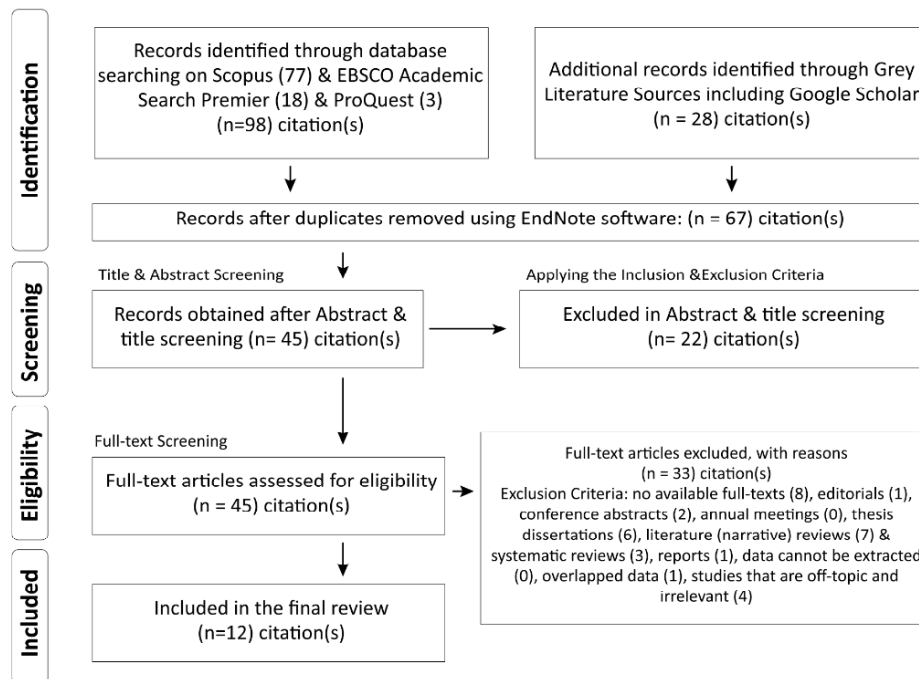 Identification
Records identified through database
searching on Scopus (77) & EBSCO Academic
Search Premier (18) & ProQuest (3)
(n=98) citation(s)
Additional records identified through Grey
Literature Sources including Google Scholar
(n = 28) citation(s)
Records after duplicates removed using EndNote software: (n = 67) citation(s)
Screening
Title & Abstract Screening
Records obtained after Abstract &
title screening (n= 45) citation(s)
Applying the Inclusion &Exclusion Criteria
Excluded in Abstract & title screening
(n= 22) citation(s)
Eligibility
Full-text Screening
Full-text articles assessed for eligibility
(n = 45) citation(s)
Full-text articles excluded, with reasons
(n = 33) citation(s)
Exclusion Criteria: no available full-texts (8), editorials (1),
conference abstracts (2), annual meetings (0), thesis
dissertations (6), literature (narrative) reviews (7) &
systematic reviews (3), reports (1), data cannot be extracted
(0), overlapped data (1), studies that are off-topic and
irrelevant (4)
Included
Included in the final review
(n=12) citation(s)